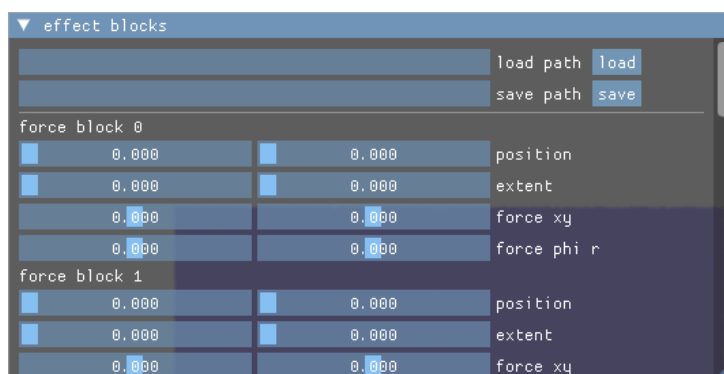 effect blocks
load path load
save path save
force block 0
0.000 0.000 position
0.000 0.000 extent
0.000 0.000 force xy
0.000 0.000 force phi r
force block 1
0.000 0.000 position
0.000 0.000 extent
0.000 0.000 force xy